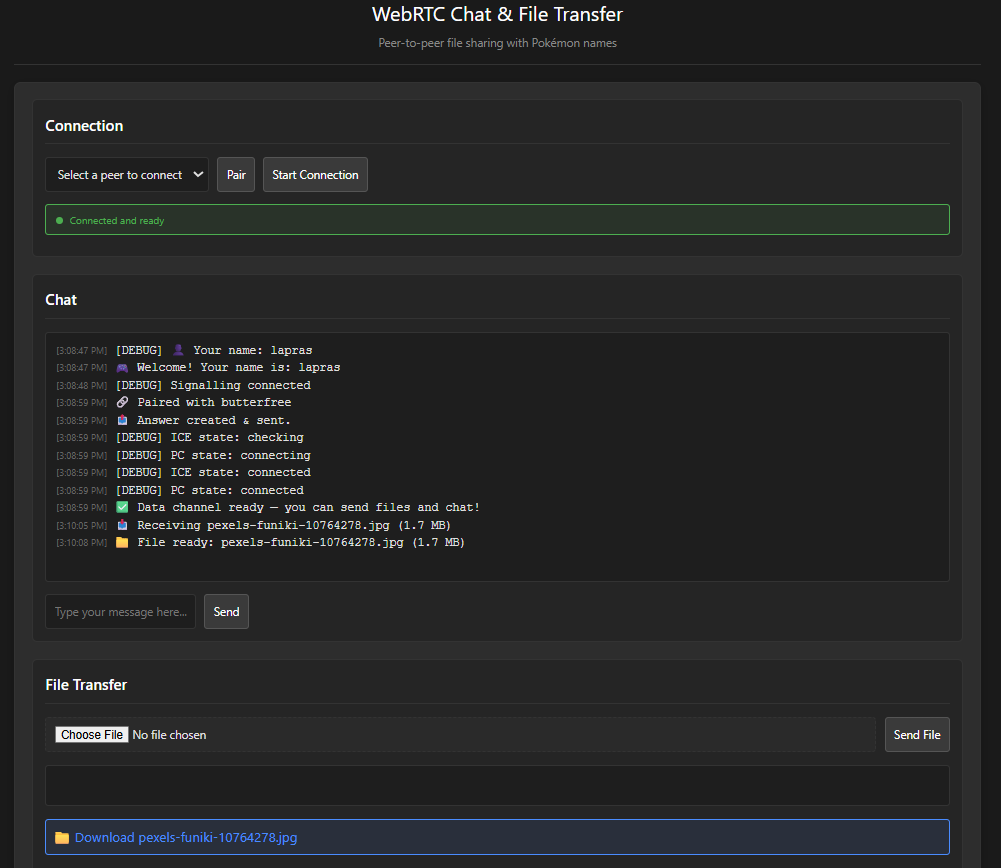 WebRTC Chat & File Transfer
Peer-to-peer file sharing with Pokémon names
Connection
Select a peer to connect Pair Start Connection
Connected and ready
Chat
[3:08:47 PM] [DEBUG] 👤 Your name: lapras
[3:08:47 PM] 🎮 Welcome! Your name is: lapras
[3:08:48 PM] [DEBUG] Signalling connected
[3:08:59 PM] 🔗 Paired with butterfree
[3:08:59 PM] 📤 Answer created & sent.
[3:08:59 PM] [DEBUG] ICE state: checking
[3:08:59 PM] [DEBUG] PC state: connecting
[3:08:59 PM] [DEBUG] ICE state: connected
[3:08:59 PM] [DEBUG] PC state: connected
[3:08:59 PM] ✅ Data channel ready — you can send files and chat!
[3:10:05 PM] 📥 Receiving pexels-funiki-10764278.jpg (1.7 MB)
[3:10:08 PM] 📁 File ready: pexels-funiki-10764278.jpg (1.7 MB)
Type your message here... Send
File Transfer
Choose File No file chosen Send File
📁 Download pexels-funiki-10764278.jpg